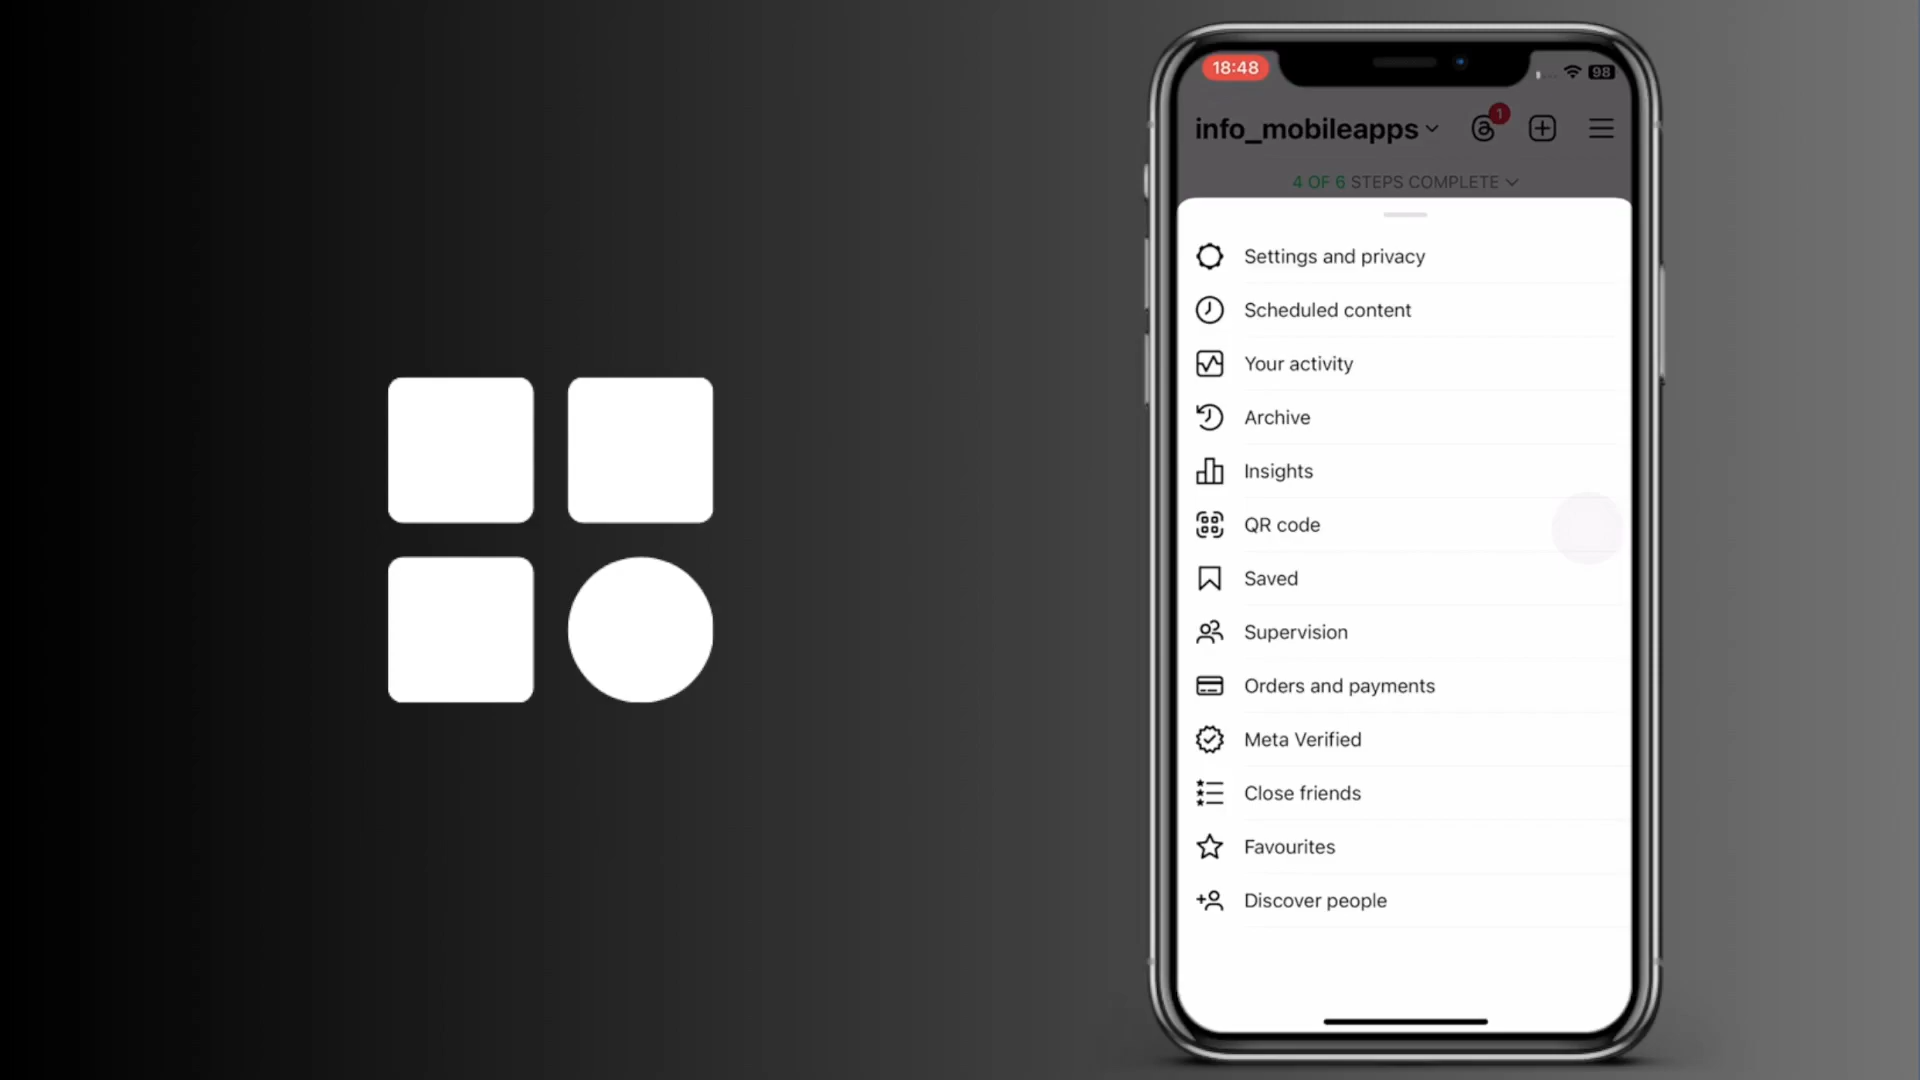 18:48
98
info_mobileapps
1
4 OF 6 STEPS COMPLETE
Settings and privacy
Scheduled content
Your activity
Archive
Insights
QR code
Saved
Supervision
Orders and payments
Meta Verified
Close friends
Favourites
Discover people